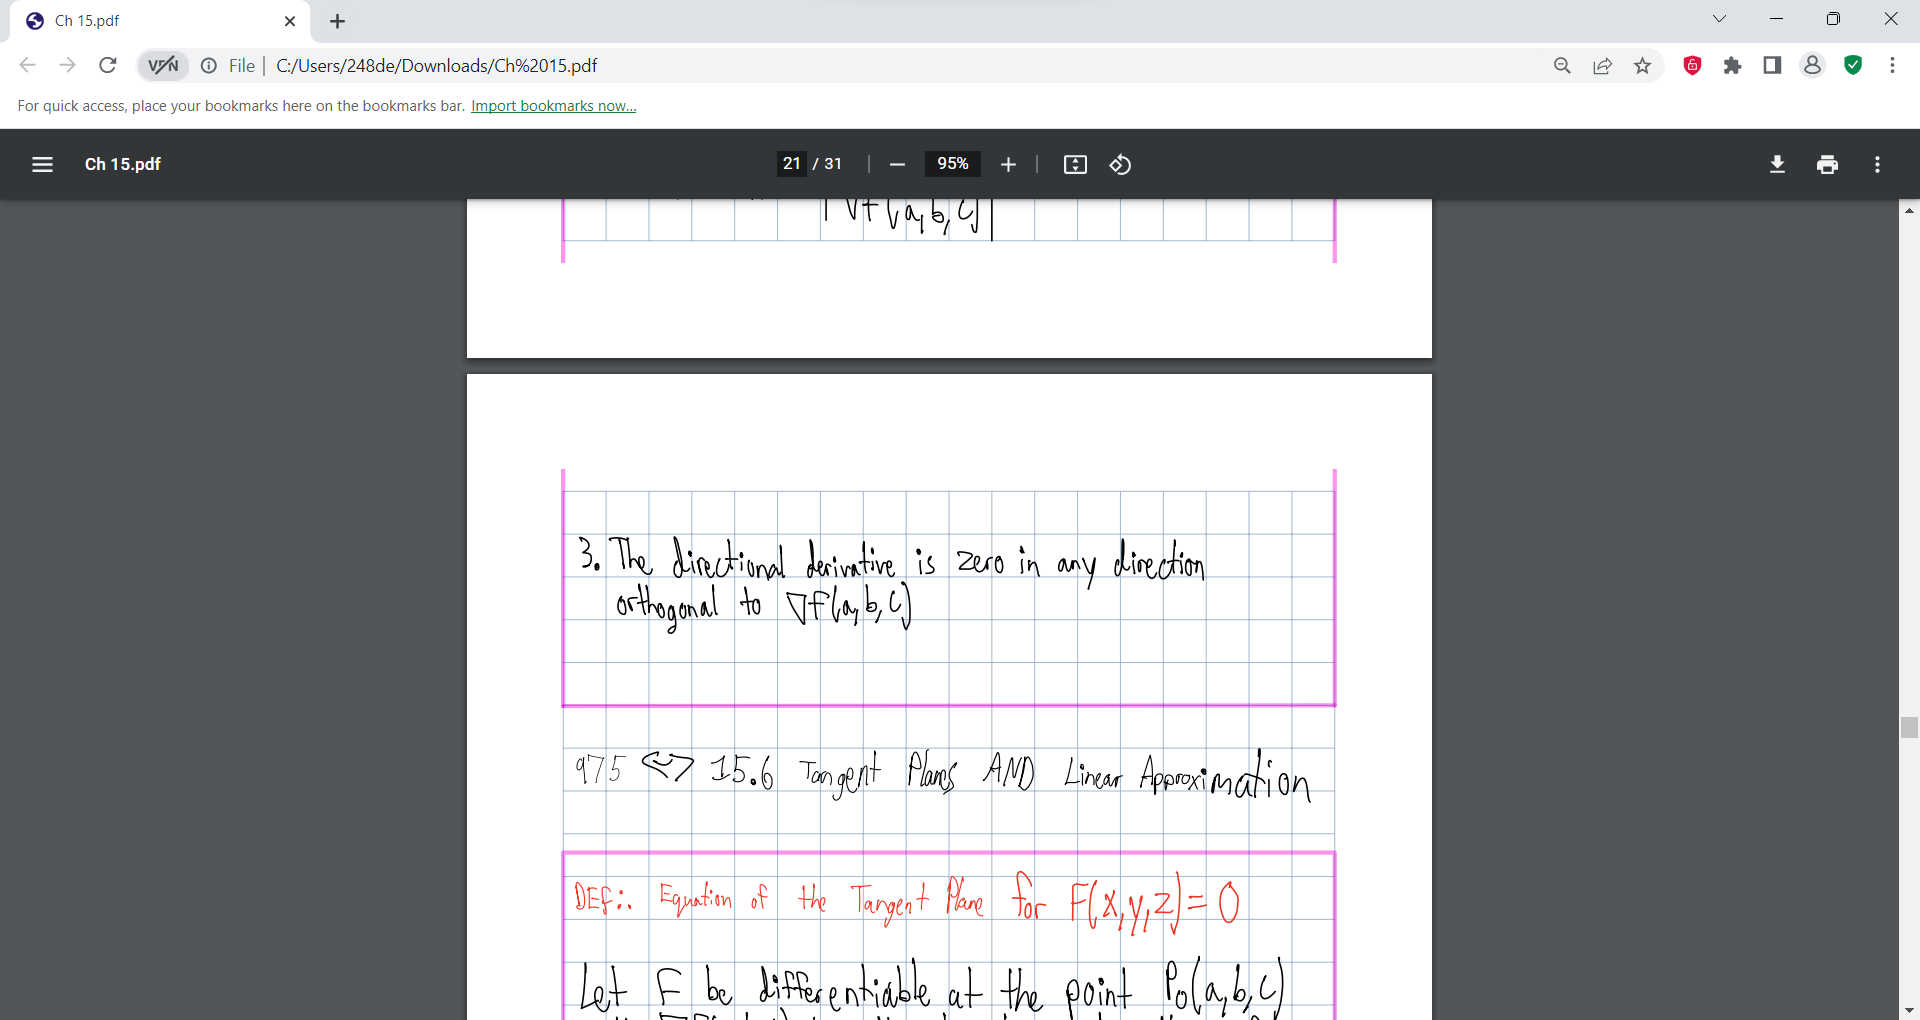 Ch 15.pdf
VPN File C:/Users/248de/Downloads/Ch%2015.pdf
For quick access, place your bookmarks here on the bookmarks bar. Import bookmarks now...
Ch 15.pdf 21 / 31 95%
|∇f(a,b,c)|
3. The directional derivative is zero in any direction
orthogonal to ∇f(a,b,c)
975 <-> 15.6 Tangent Planes AND Linear Approximation
DEf:. Equation of the Tangent Plane for F(x,y,z)=0
Let F be differentiable at the point P₀(a,b,c)